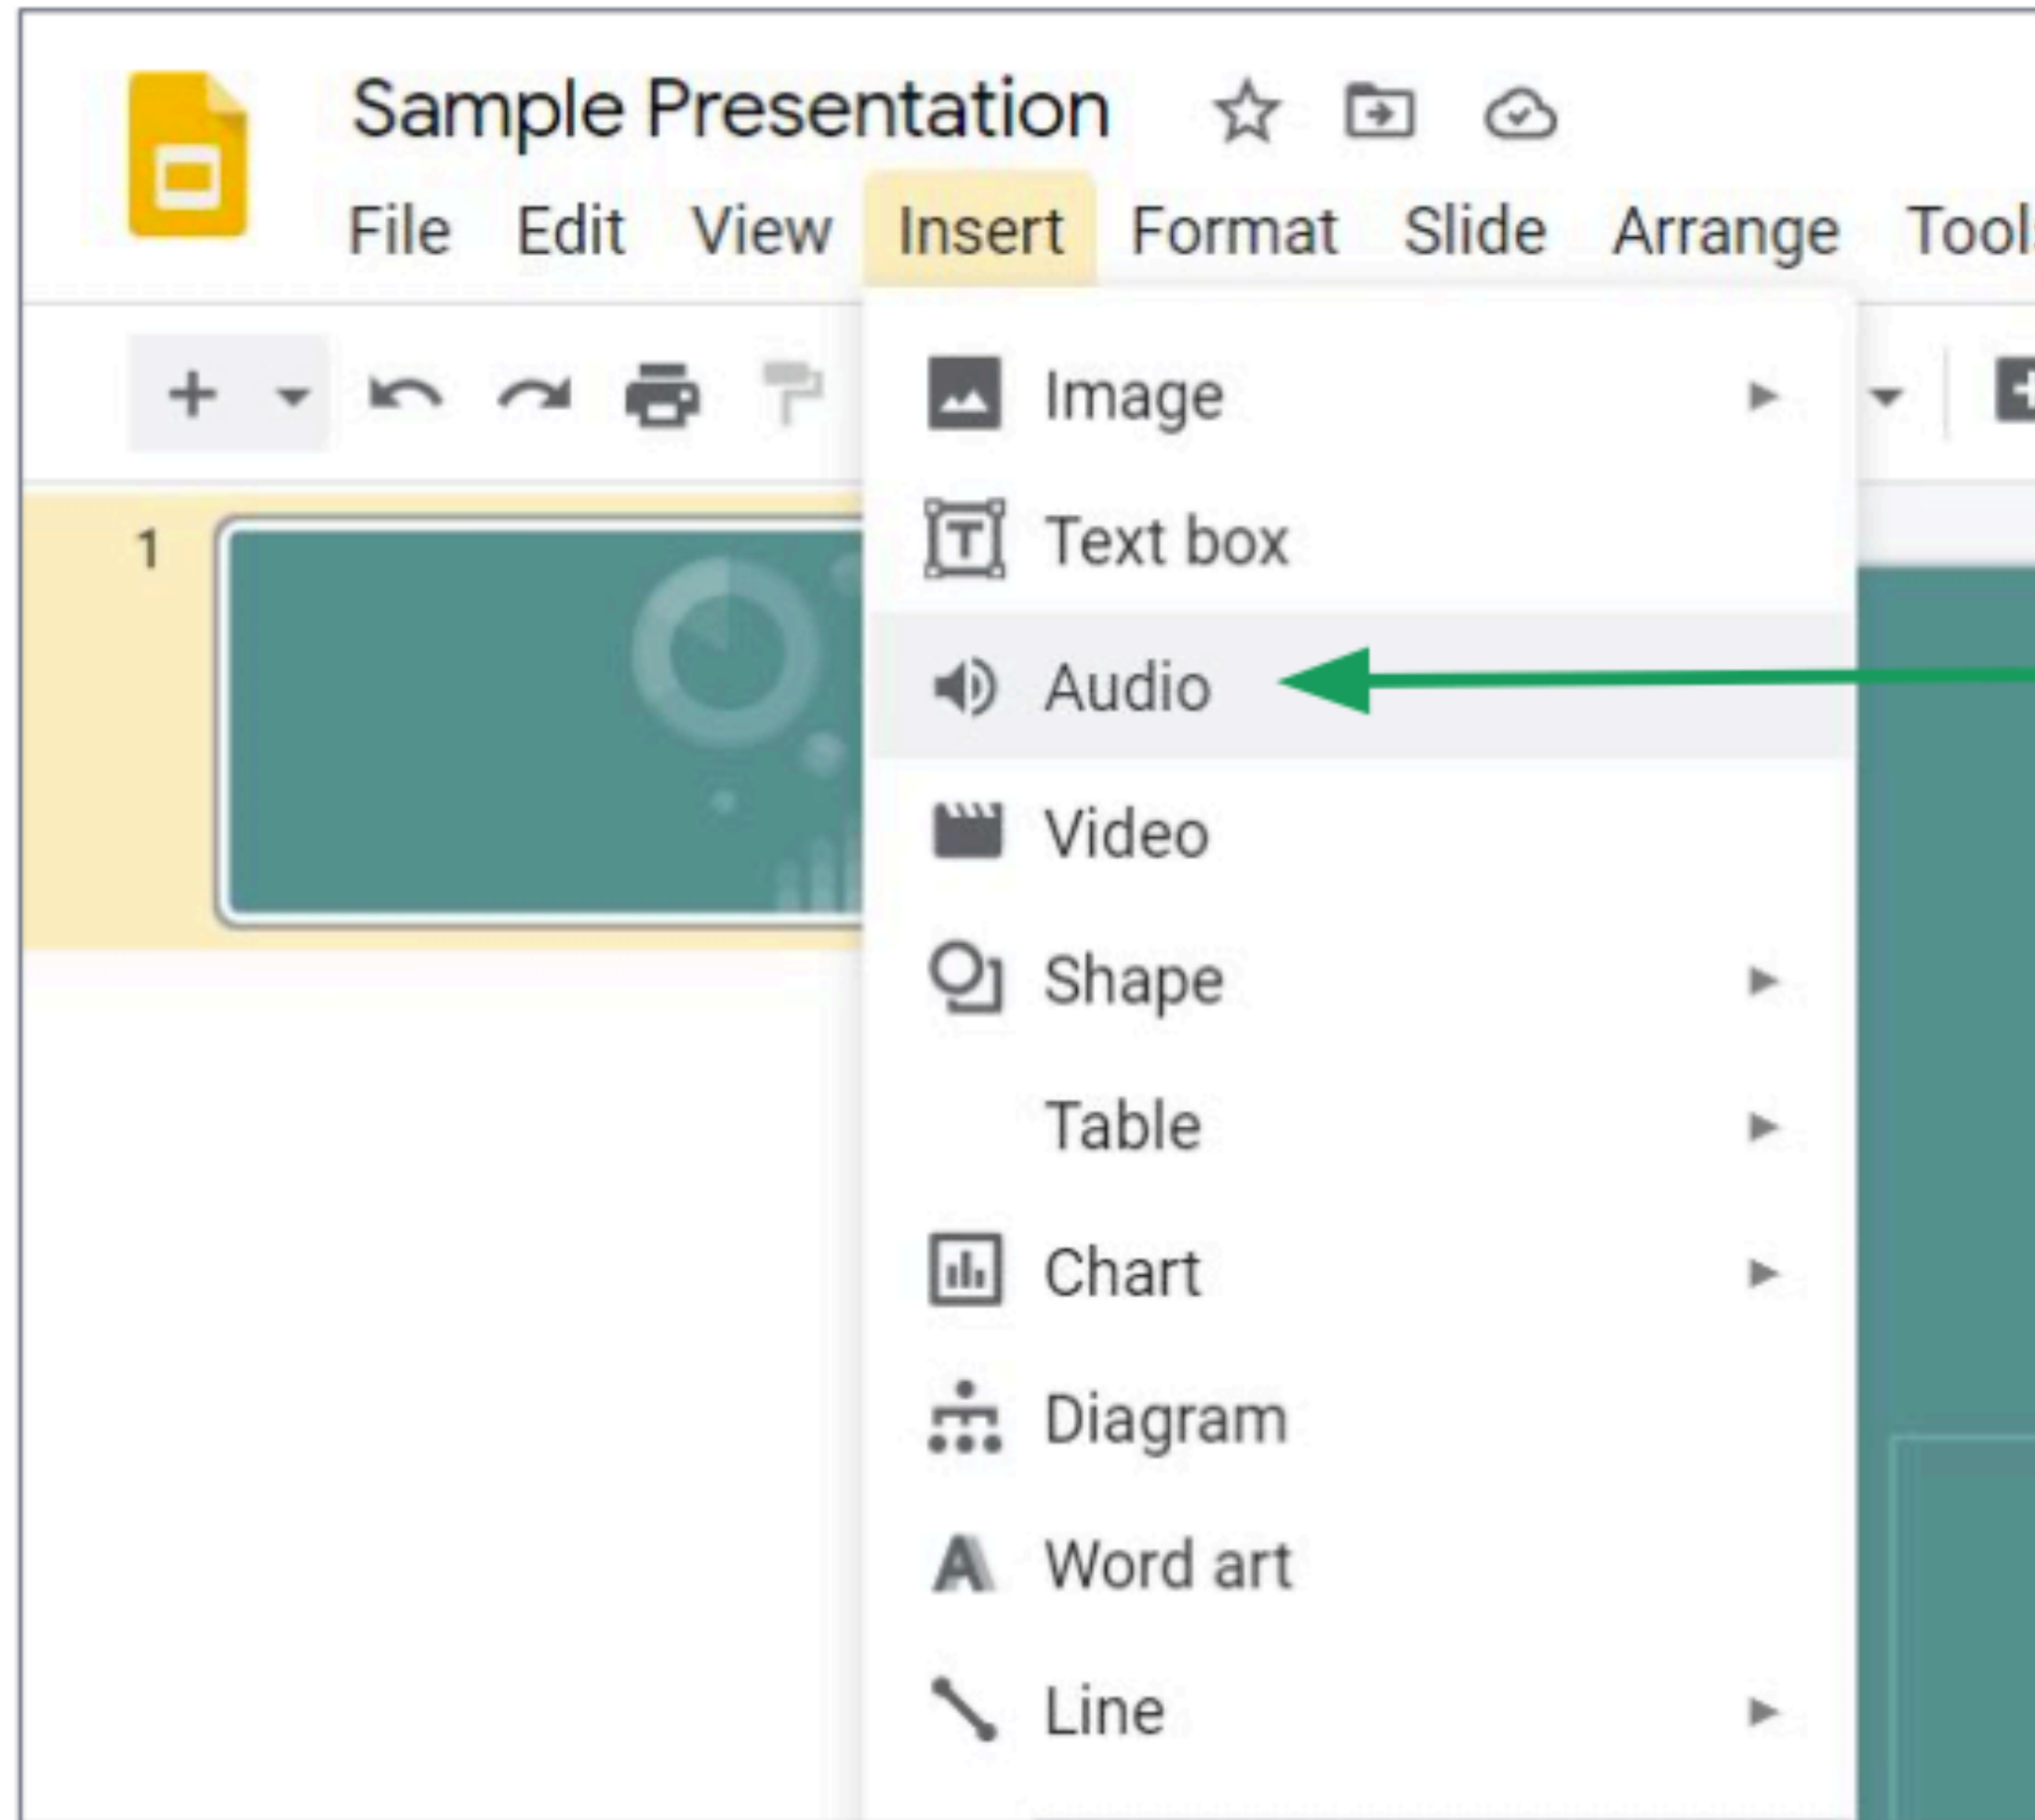 Sample Presentation
File Edit View Insert Format Slide Arrange Tools
Image
1
Text box
Audio
Video
Shape
Table
Chart
Diagram
Word art
Line